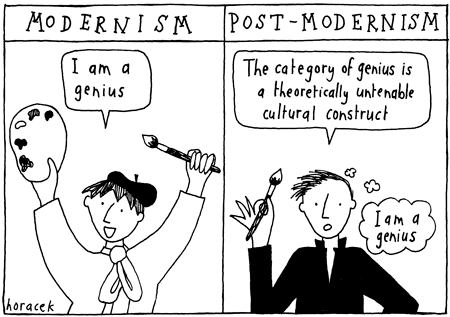 MODERNISM
I am a
genius
horacek
POST-MODERNISM
The category of genius is
a theoretically untenable
cultural construct
I am a
genius